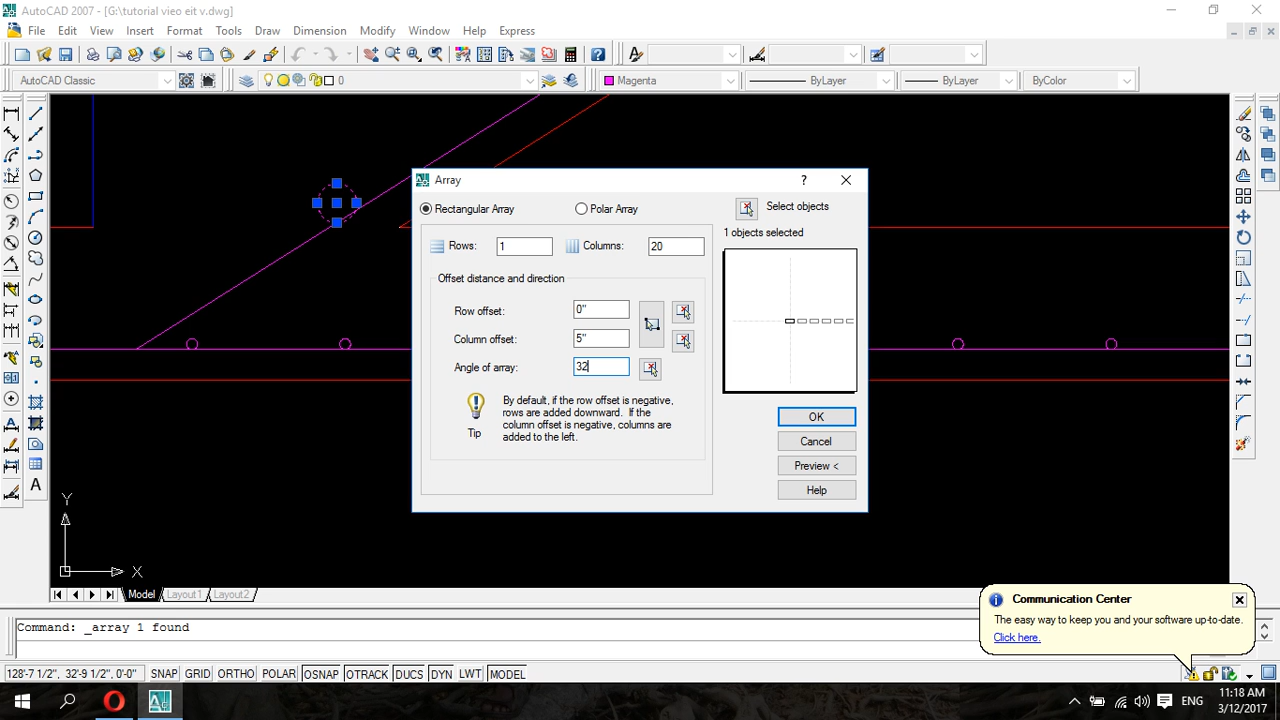 AutoCAD 2007 - [G:\tutorial vieo eit v.dwg]
File Edit View Insert Format Tools Draw Dimension Modify Window Help Express
AutoCAD Classic
0
Magenta
ByLayer
ByLayer
ByColor
Array
?
Rectangular Array
Polar Array
Select objects
Rows: 1
Columns: 20
1 objects selected
Offset distance and direction
Row offset: 0"
Column offset: 5"
Angle of array: 32
By default, if the row offset is negative,
rows are added downward. If the
column offset is negative, columns are
added to the left.
Tip
OK
Cancel
Preview <
Help
A
Y
X
Model
Layout1
Layout2
Command: _array 1 found
Communication Center
The easy way to keep you and your software up-to-date.
Click here.
128'-7 1/2", 32'-9 1/2", 0'-0"
SNAP GRID ORTHO POLAR OSNAP OTRACK DUCS DYN LWT MODEL
ENG
11:18 AM
3/12/2017